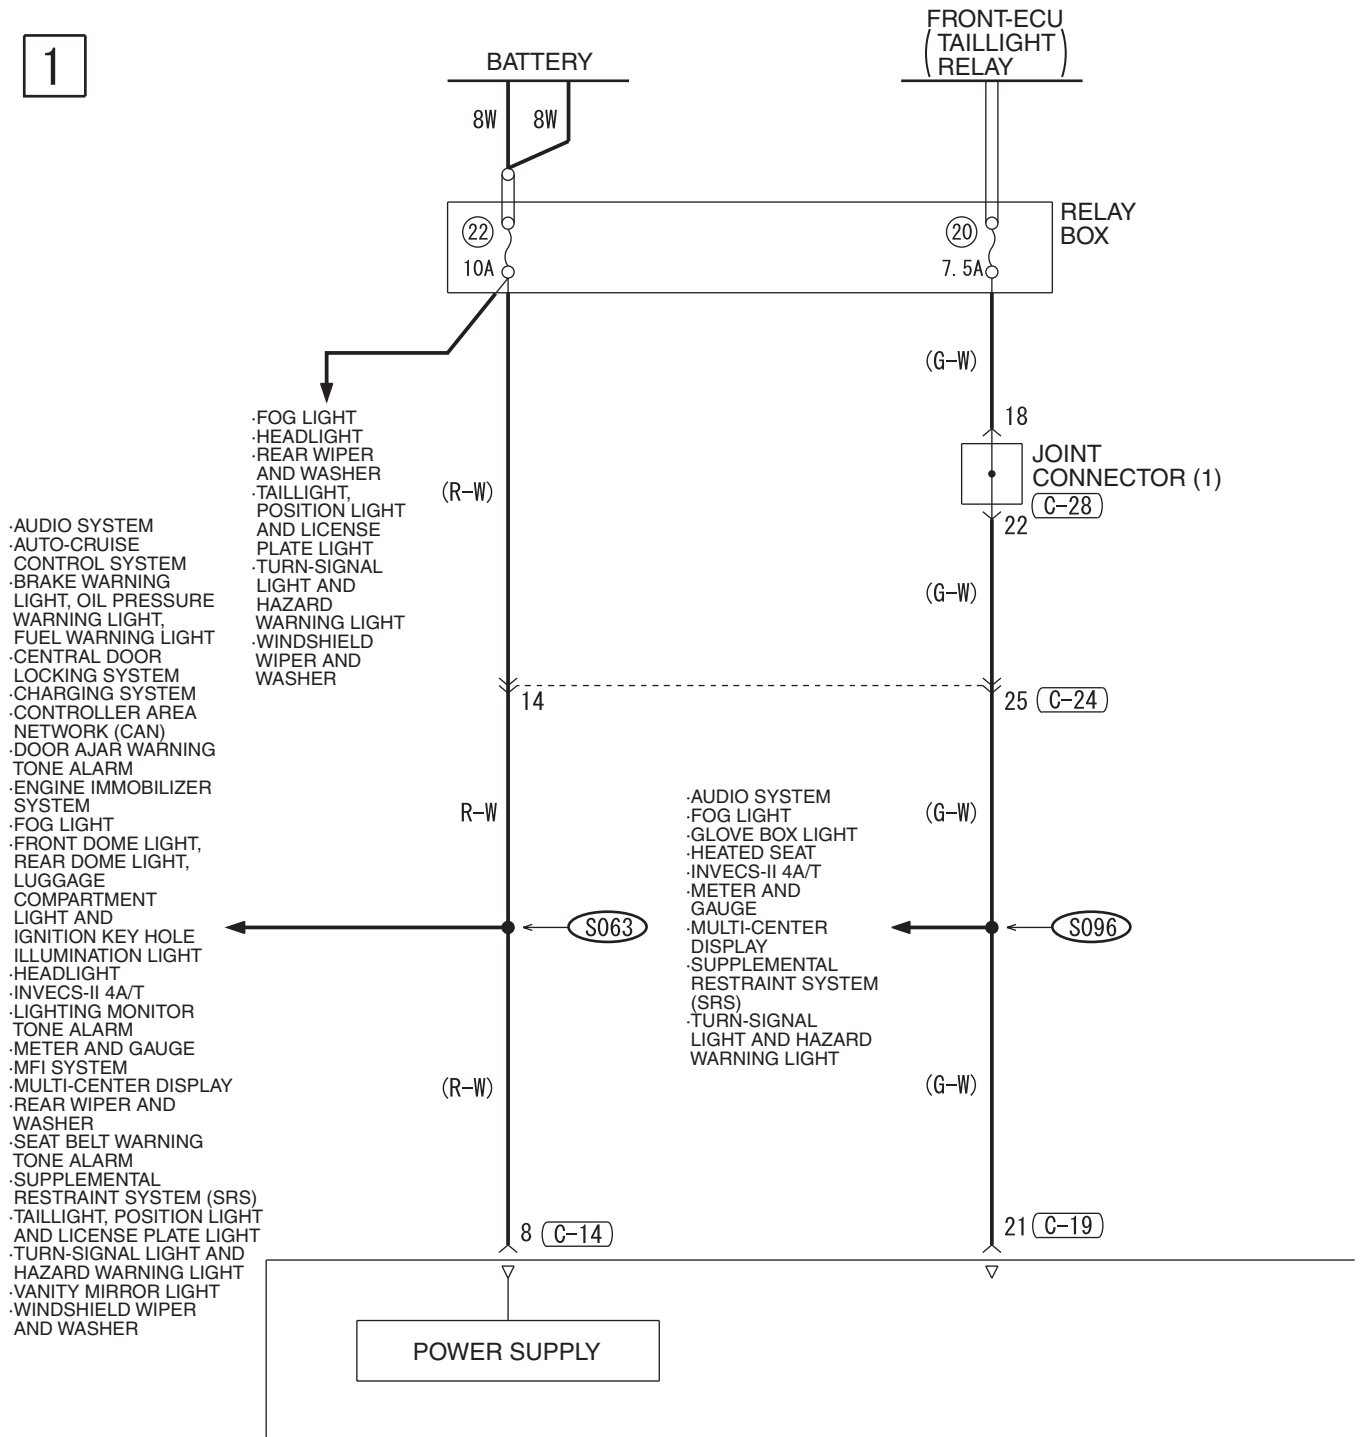 1
BATTERY
FRONT-ECU
(TAILLIGHT
RELAY)
8W
8W
RELAY
BOX
22
10A
20
7.5A
(G-W)
18
JOINT
CONNECTOR (1)
C-28
22
·FOG LIGHT
·HEADLIGHT
·REAR WIPER
AND WASHER
·TAILLIGHT,
POSITION LIGHT
AND LICENSE
PLATE LIGHT
·TURN-SIGNAL
LIGHT AND
HAZARD
WARNING LIGHT
·WINDSHIELD
WIPER AND
WASHER
(R-W)
(G-W)
14
25 C-24
·AUDIO SYSTEM
·AUTO-CRUISE
CONTROL SYSTEM
·BRAKE WARNING
LIGHT, OIL PRESSURE
WARNING LIGHT,
FUEL WARNING LIGHT
·CENTRAL DOOR
LOCKING SYSTEM
·CHARGING SYSTEM
·CONTROLLER AREA
NETWORK (CAN)
·DOOR AJAR WARNING
TONE ALARM
·ENGINE IMMOBILIZER
SYSTEM
·FOG LIGHT
·FRONT DOME LIGHT,
REAR DOME LIGHT,
LUGGAGE
COMPARTMENT
LIGHT AND
IGNITION KEY HOLE
ILLUMINATION LIGHT
·HEADLIGHT
·INVECS-II 4A/T
·LIGHTING MONITOR
TONE ALARM
·METER AND GAUGE
·MFI SYSTEM
·MULTI-CENTER DISPLAY
·REAR WIPER AND
WASHER
·SEAT BELT WARNING
TONE ALARM
·SUPPLEMENTAL
RESTRAINT SYSTEM (SRS)
·TAILLIGHT, POSITION LIGHT
AND LICENSE PLATE LIGHT
·TURN-SIGNAL LIGHT AND
HAZARD WARNING LIGHT
·VANITY MIRROR LIGHT
·WINDSHIELD WIPER
AND WASHER
R-W
S063
·AUDIO SYSTEM
·FOG LIGHT
·GLOVE BOX LIGHT
·HEATED SEAT
·INVECS-II 4A/T
·METER AND
GAUGE
·MULTI-CENTER
DISPLAY
·SUPPLEMENTAL
RESTRAINT SYSTEM
(SRS)
·TURN-SIGNAL
LIGHT AND HAZARD
WARNING LIGHT
(G-W)
S096
(R-W)
(G-W)
8 C-14
21 C-19
POWER SUPPLY